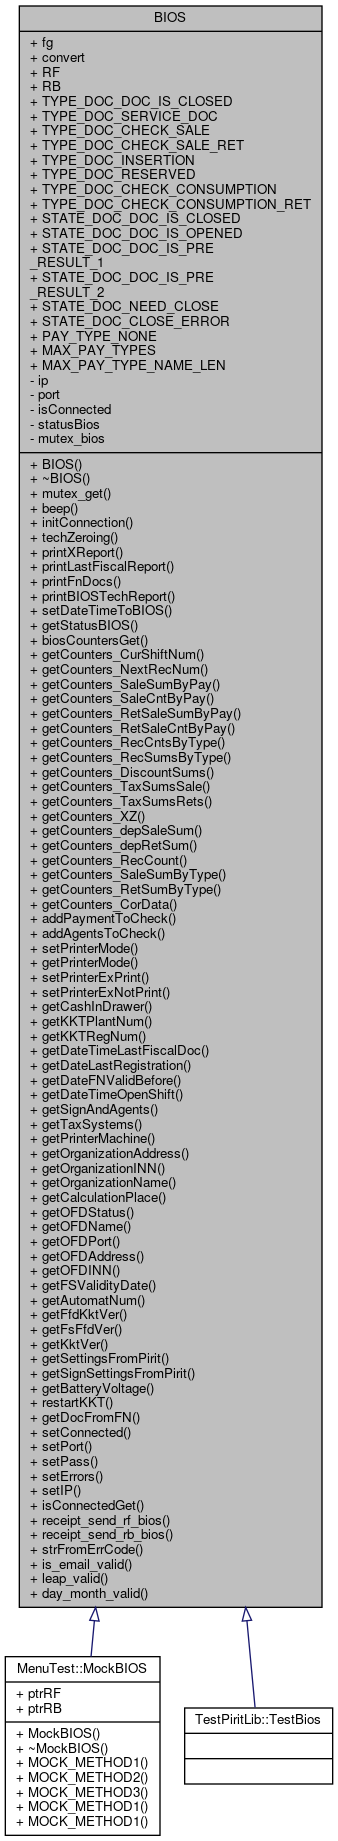 BIOS
+ fg
+ convert
+ RF
+ RB
+ TYPE_DOC_DOC_IS_CLOSED
+ TYPE_DOC_SERVICE_DOC
+ TYPE_DOC_CHECK_SALE
+ TYPE_DOC_CHECK_SALE_RET
+ TYPE_DOC_INSERTION
+ TYPE_DOC_RESERVED
+ TYPE_DOC_CHECK_CONSUMPTION
+ TYPE_DOC_CHECK_CONSUMPTION_RET
+ STATE_DOC_DOC_IS_CLOSED
+ STATE_DOC_DOC_IS_OPENED
+ STATE_DOC_DOC_IS_PRE
_RESULT_1
+ STATE_DOC_DOC_IS_PRE
_RESULT_2
+ STATE_DOC_NEED_CLOSE
+ STATE_DOC_CLOSE_ERROR
+ PAY_TYPE_NONE
+ MAX_PAY_TYPES
+ MAX_PAY_TYPE_NAME_LEN
- ip
- port
- isConnected
- statusBios
- mutex_bios
+ BIOS()
+ ~BIOS()
+ mutex_get()
+ beep()
+ initConnection()
+ techZeroing()
+ printXReport()
+ printLastFiscalReport()
+ printFnDocs()
+ printBIOSTechReport()
+ setDateTimeToBIOS()
+ getStatusBIOS()
+ biosCountersGet()
+ getCounters_CurShiftNum()
+ getCounters_NextRecNum()
+ getCounters_SaleSumByPay()
+ getCounters_SaleCntByPay()
+ getCounters_RetSaleSumByPay()
+ getCounters_RetSaleCntByPay()
+ getCounters_RecCntsByType()
+ getCounters_RecSumsByType()
+ getCounters_DiscountSums()
+ getCounters_TaxSumsSale()
+ getCounters_TaxSumsRets()
+ getCounters_XZ()
+ getCounters_depSaleSum()
+ getCounters_depRetSum()
+ getCounters_RecCount()
+ getCounters_SaleSumByType()
+ getCounters_RetSumByType()
+ getCounters_CorData()
+ addPaymentToCheck()
+ addAgentsToCheck()
+ setPrinterMode()
+ getPrinterMode()
+ setPrinterExPrint()
+ setPrinterExNotPrint()
+ getCashInDrawer()
+ getKKTPlantNum()
+ getKKTRegNum()
+ getDateTimeLastFiscalDoc()
+ getDateLastRegistration()
+ getDateFNValidBefore()
+ getDateTimeOpenShift()
+ getSignAndAgents()
+ getTaxSystems()
+ getPrinterMachine()
+ getOrganizationAddress()
+ getOrganizationINN()
+ getOrganizationName()
+ getCalculationPlace()
+ getOFDStatus()
+ getOFDName()
+ getOFDPort()
+ getOFDAddress()
+ getOFDINN()
+ getFSValidityDate()
+ getAutomatNum()
+ getFfdKktVer()
+ getFsFfdVer()
+ getKktVer()
+ getSettingsFromPirit()
+ getSignSettingsFromPirit()
+ getBatteryVoltage()
+ restartKKT()
+ getDocFromFN()
+ setConnected()
+ setPort()
+ setPass()
+ setErrors()
+ setIP()
+ isConnectedGet()
+ receipt_send_rf_bios()
+ receipt_send_rb_bios()
+ strFromErrCode()
+ is_email_valid()
+ leap_valid()
+ day_month_valid()
MenuTest::MockBIOS
+ ptrRF
+ ptrRB
+ MockBIOS()
+ ~MockBIOS()
+ MOCK_METHOD1()
+ MOCK_METHOD2()
+ MOCK_METHOD3()
+ MOCK_METHOD1()
+ MOCK_METHOD1()
TestPiritLib::TestBios